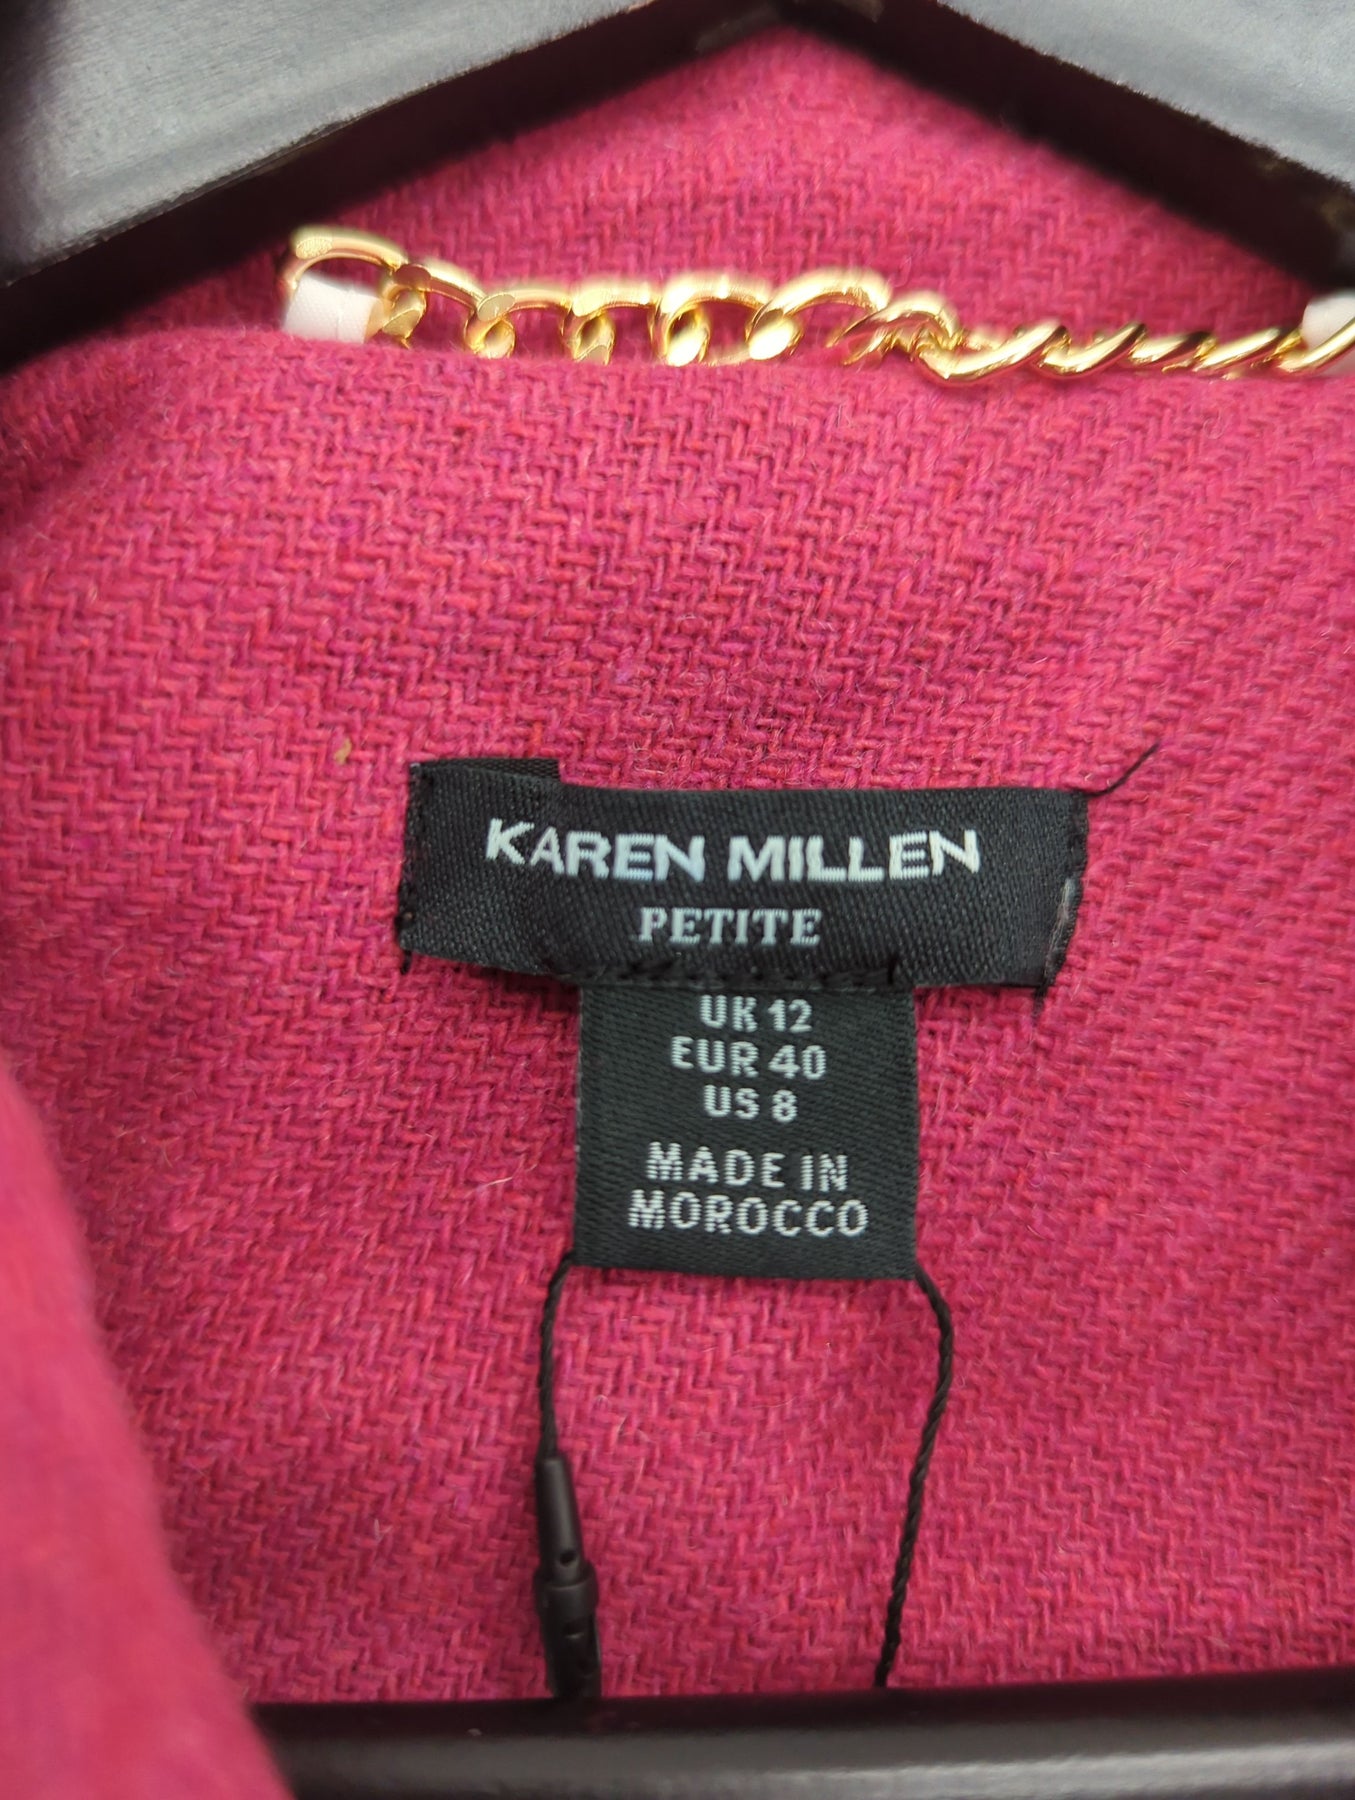 KAREN MILLEN
PETITE
UK 12
EUR 40
US 8
MADE IN
MOROCCO